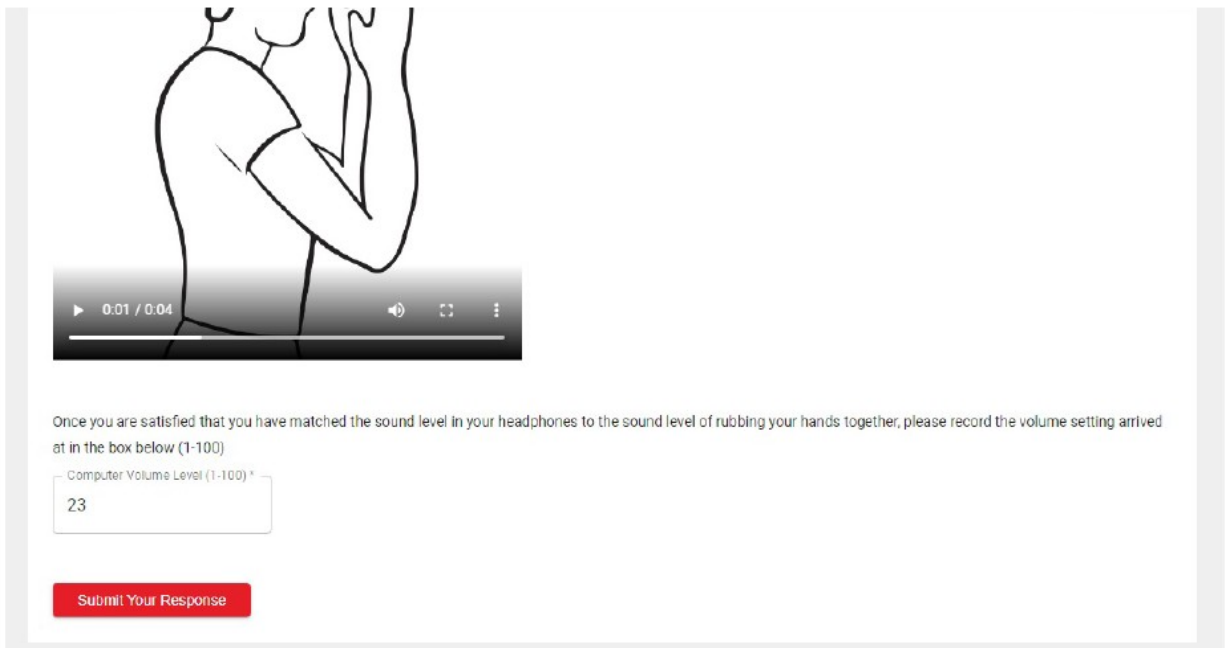 0:01 / 0:04
Once you are satisfied that you have matched the sound level in your headphones to the sound level of rubbing your hands together, please record the volume setting arrived
at in the box below (1-100)
Computer Volume Level (1-100) *
23
Submit Your Response